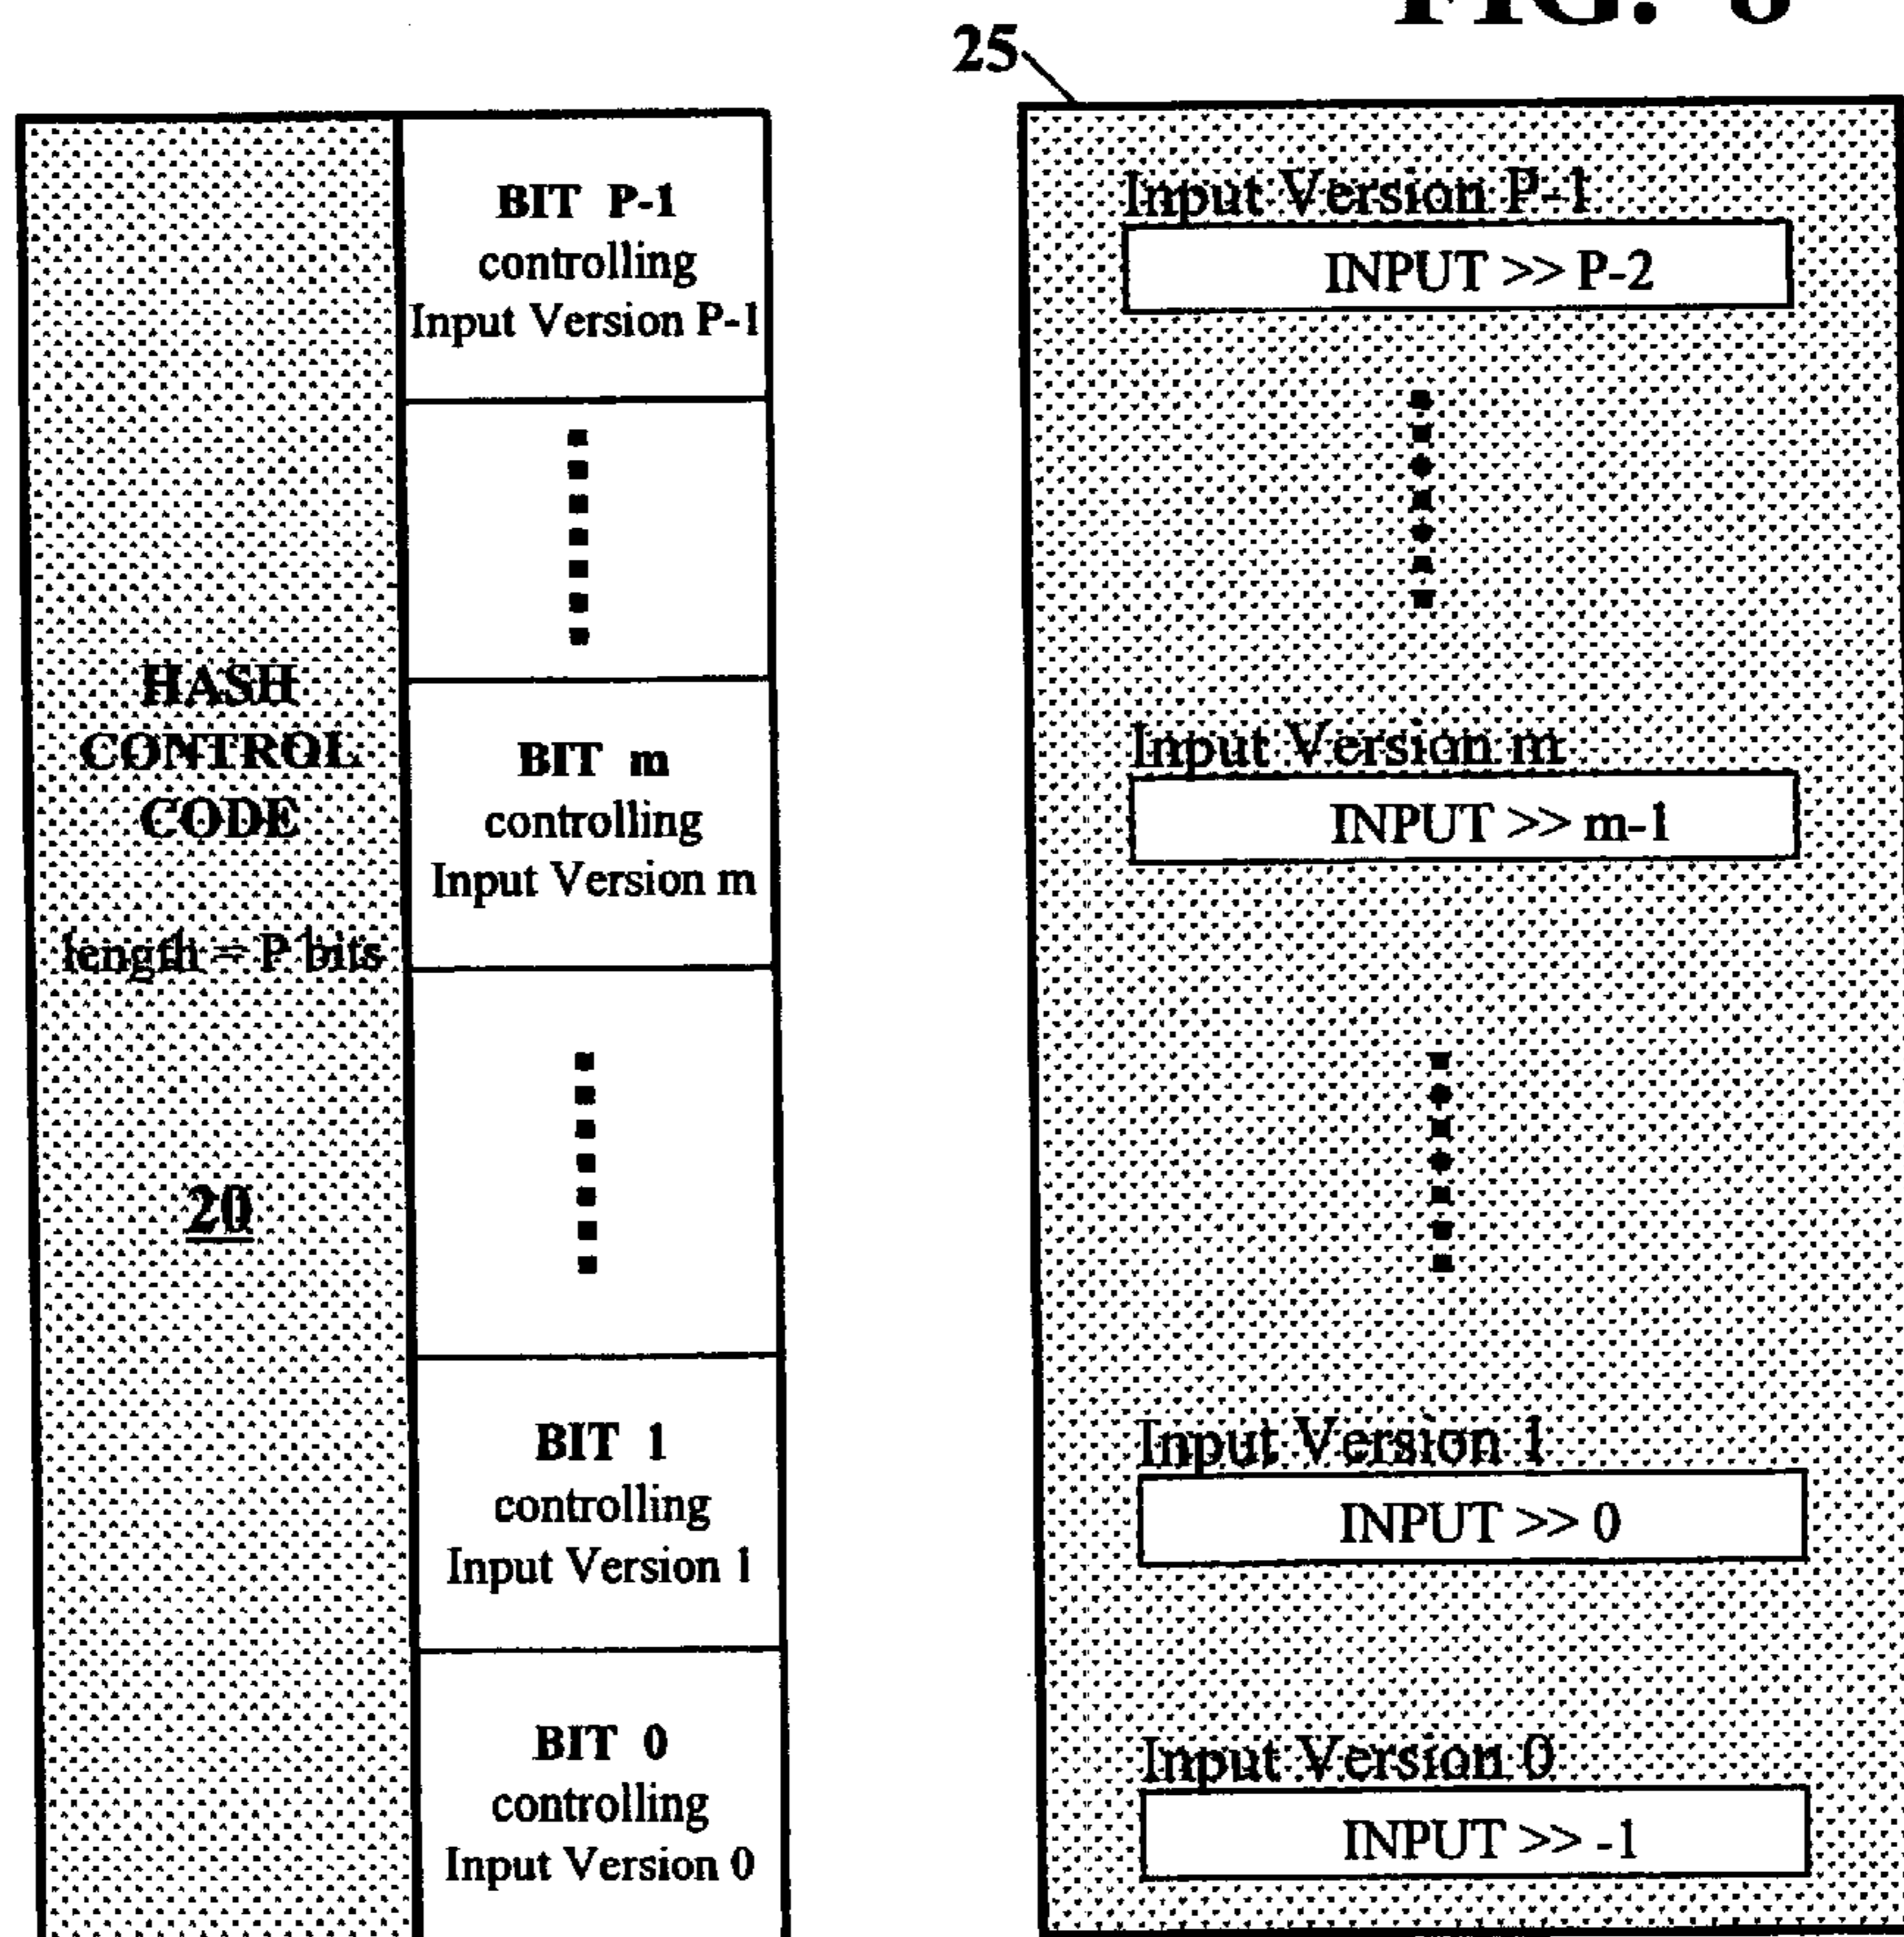 25
HASH
CONTROL
CODE
length = P bits
20
BIT P-1
controlling
Input Version P-1
BIT m
controlling
Input Version m
BIT 1
controlling
Input Version 1
BIT 0
controlling
Input Version 0
Input Version P-1
INPUT >> P-2
Input Version m
INPUT >> m-1
Input Version 1
INPUT >> 0
Input Version 0
INPUT >> -1